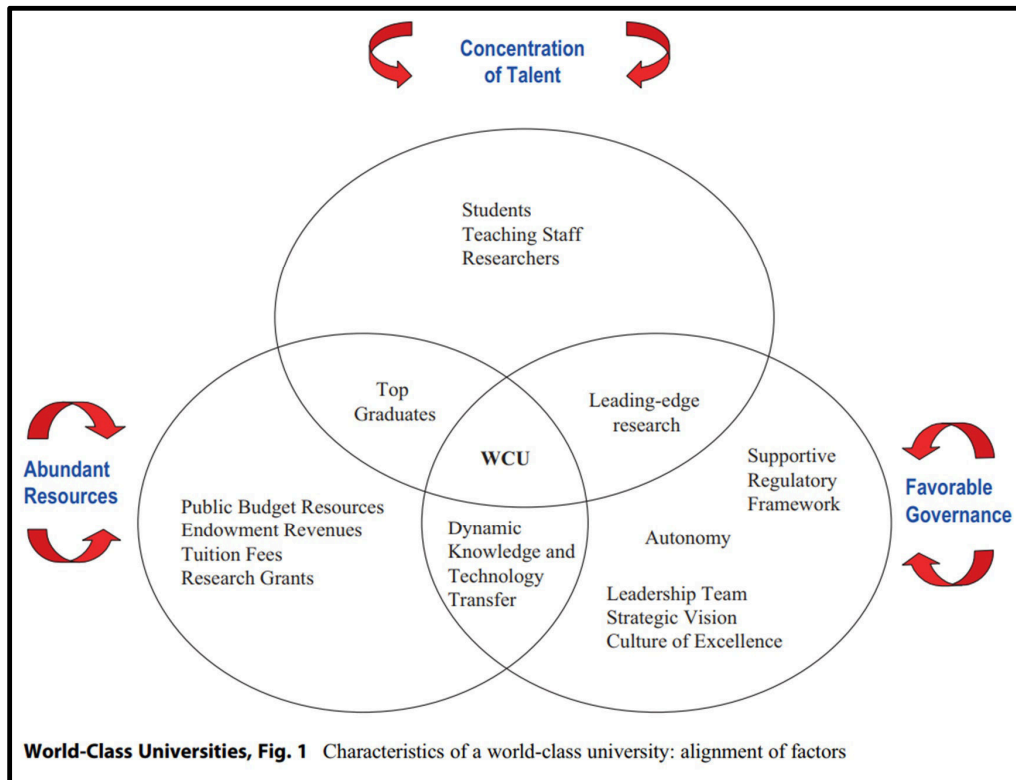 Concentration
of Talent
Students
Teaching Staff
Researchers
Top
Graduates
Leading-edge
research
WCU
Abundant
Resources
Public Budget Resources
Endowment Revenues
Tuition Fees
Research Grants
Dynamic
Knowledge and
Technology
Transfer
Supportive
Regulatory
Framework
Autonomy
Leadership Team
Strategic Vision
Culture of Excellence
Favorable
Governance
World-Class Universities, Fig. 1 Characteristics of a world-class university: alignment of factors